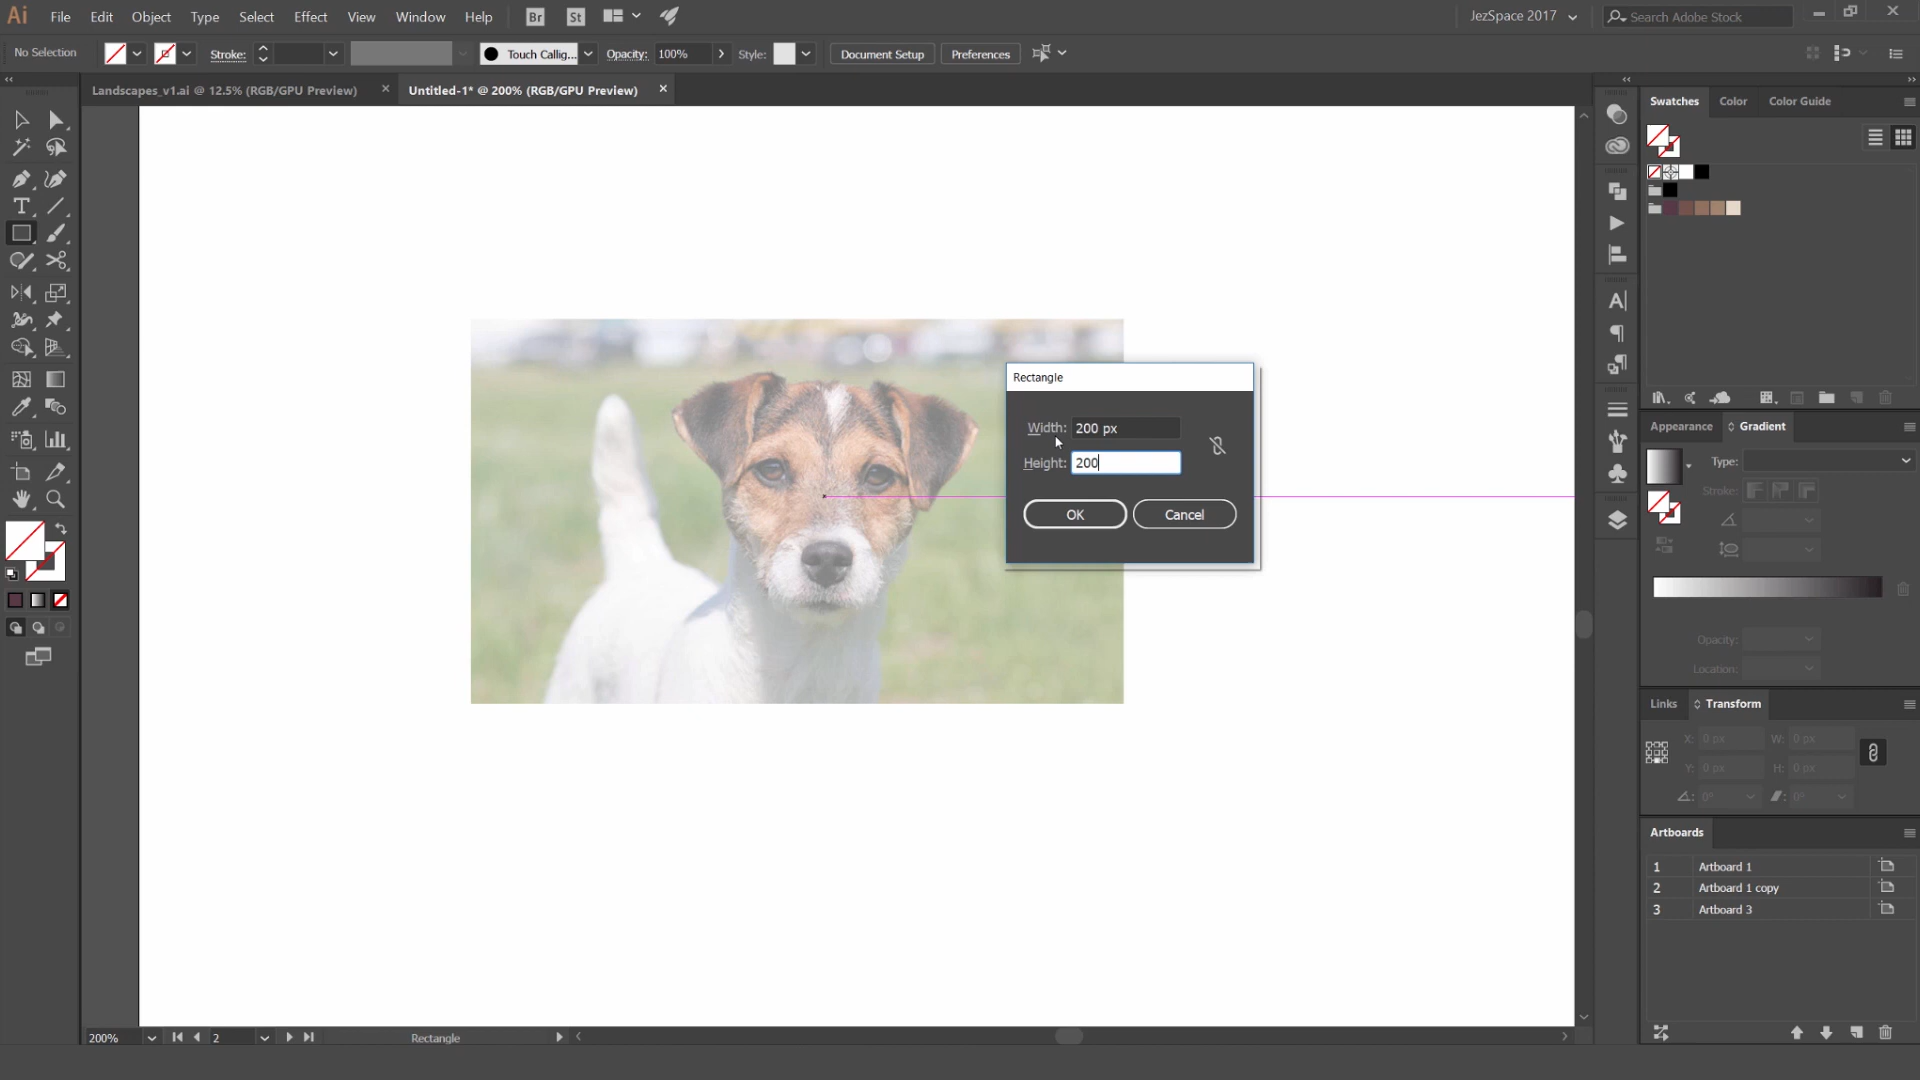 Ai File Edit Object Type Select Effect View Window Help Br St JezSpace 2017 Search Adobe Stock
No Selection Stroke: Touch Callig... Opacity: 100% Style: Document Setup Preferences
Landscapes_v1.ai @ 12.5% (RGB/GPU Preview) × Untitled-1* @ 200% (RGB/GPU Preview) ×
Swatches Color Color Guide
Rectangle
Width: 200 px
Height: 200
OK Cancel
Appearance Gradient
Type:
Stroke:
Opacity:
Location:
Links Transform
X: 0 px W: 0 px
Y: 0 px H: 0 px
0° 0°
Artboards
1 Artboard 1
2 Artboard 1 copy
3 Artboard 3
200% 2 Rectangle